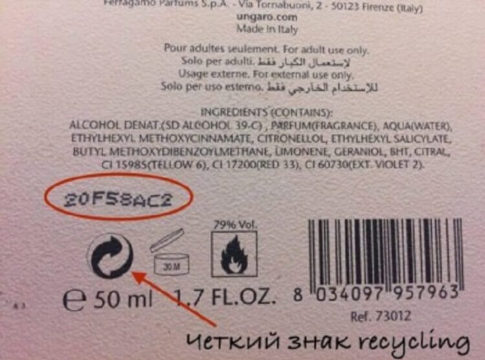 Ferragamo Parfums S.p.A. - Via Tornabuoni, 2 - 50123 Firenze (Italy)
ungaro.com
Made in Italy
Pour adultes seulement. For adult use only.
Solo per adulti. لاستعمال الكبار فقط.
Usage externe. For external use only.
Solo per uso esterno. للاستخدام الخارجي فقط.
INGREDIENTS (CONTAINS):
ALCOHOL DENAT.(SD ALCOHOL 39-C) , PARFUM(FRAGRANCE), AQUA(WATER),
ETHYLHEXYL METHOXYCINNAMATE, CITRONELLOL, ETHYLHEXYL SALICYLATE,
BUTYL METHOXYDIBENZOYLMETHANE, LIMONENE, GERANIOL, BHT, CITRAL,
CI 15985(YELLOW 6), CI 17200(RED 33), CI 60730(EXT. VIOLET 2).
20F58AC2
79% Vol.
30 M
℮ 50 ml 1.7 FL.OZ.
8 034097 957963
Ref. 73012
Четкий знак recycling